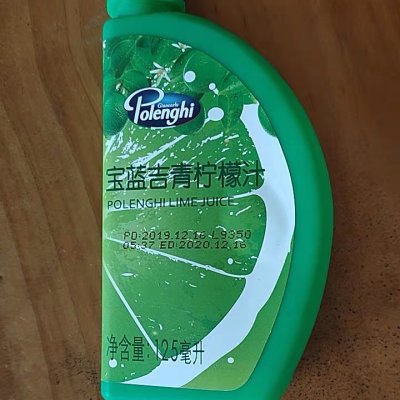 Giancarlo
Polenghi
宝蓝吉青柠檬汁
POLENGHI LIME JUICE
PD:2019.12.16 L9350
05:37 ED:2020.12.16
净含量:125毫升